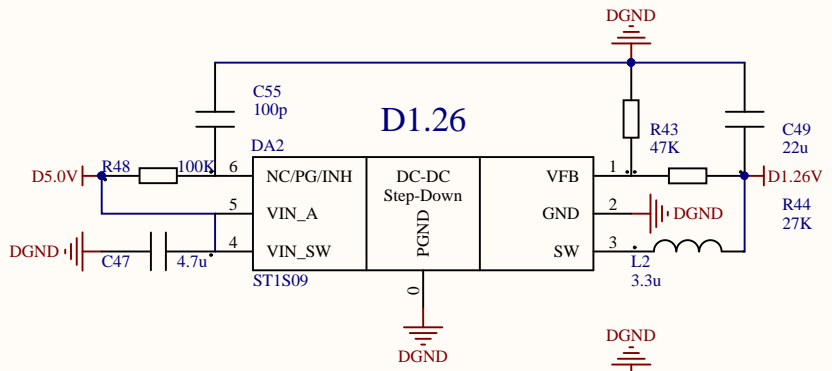 DGND
C55
100p
D1.26
R43
47K
C49
22u
DA2
D5.0V
R48
100K
6
NC/PG/INH
DC-DC
Step-Down
VFB
1
D1.26V
5
VIN_A
GND
2
DGND
R44
27K
DGND
C47
4.7u
4
VIN_SW
PGND
SW
3
L2
3.3u
ST1S09
0
DGND
DGND